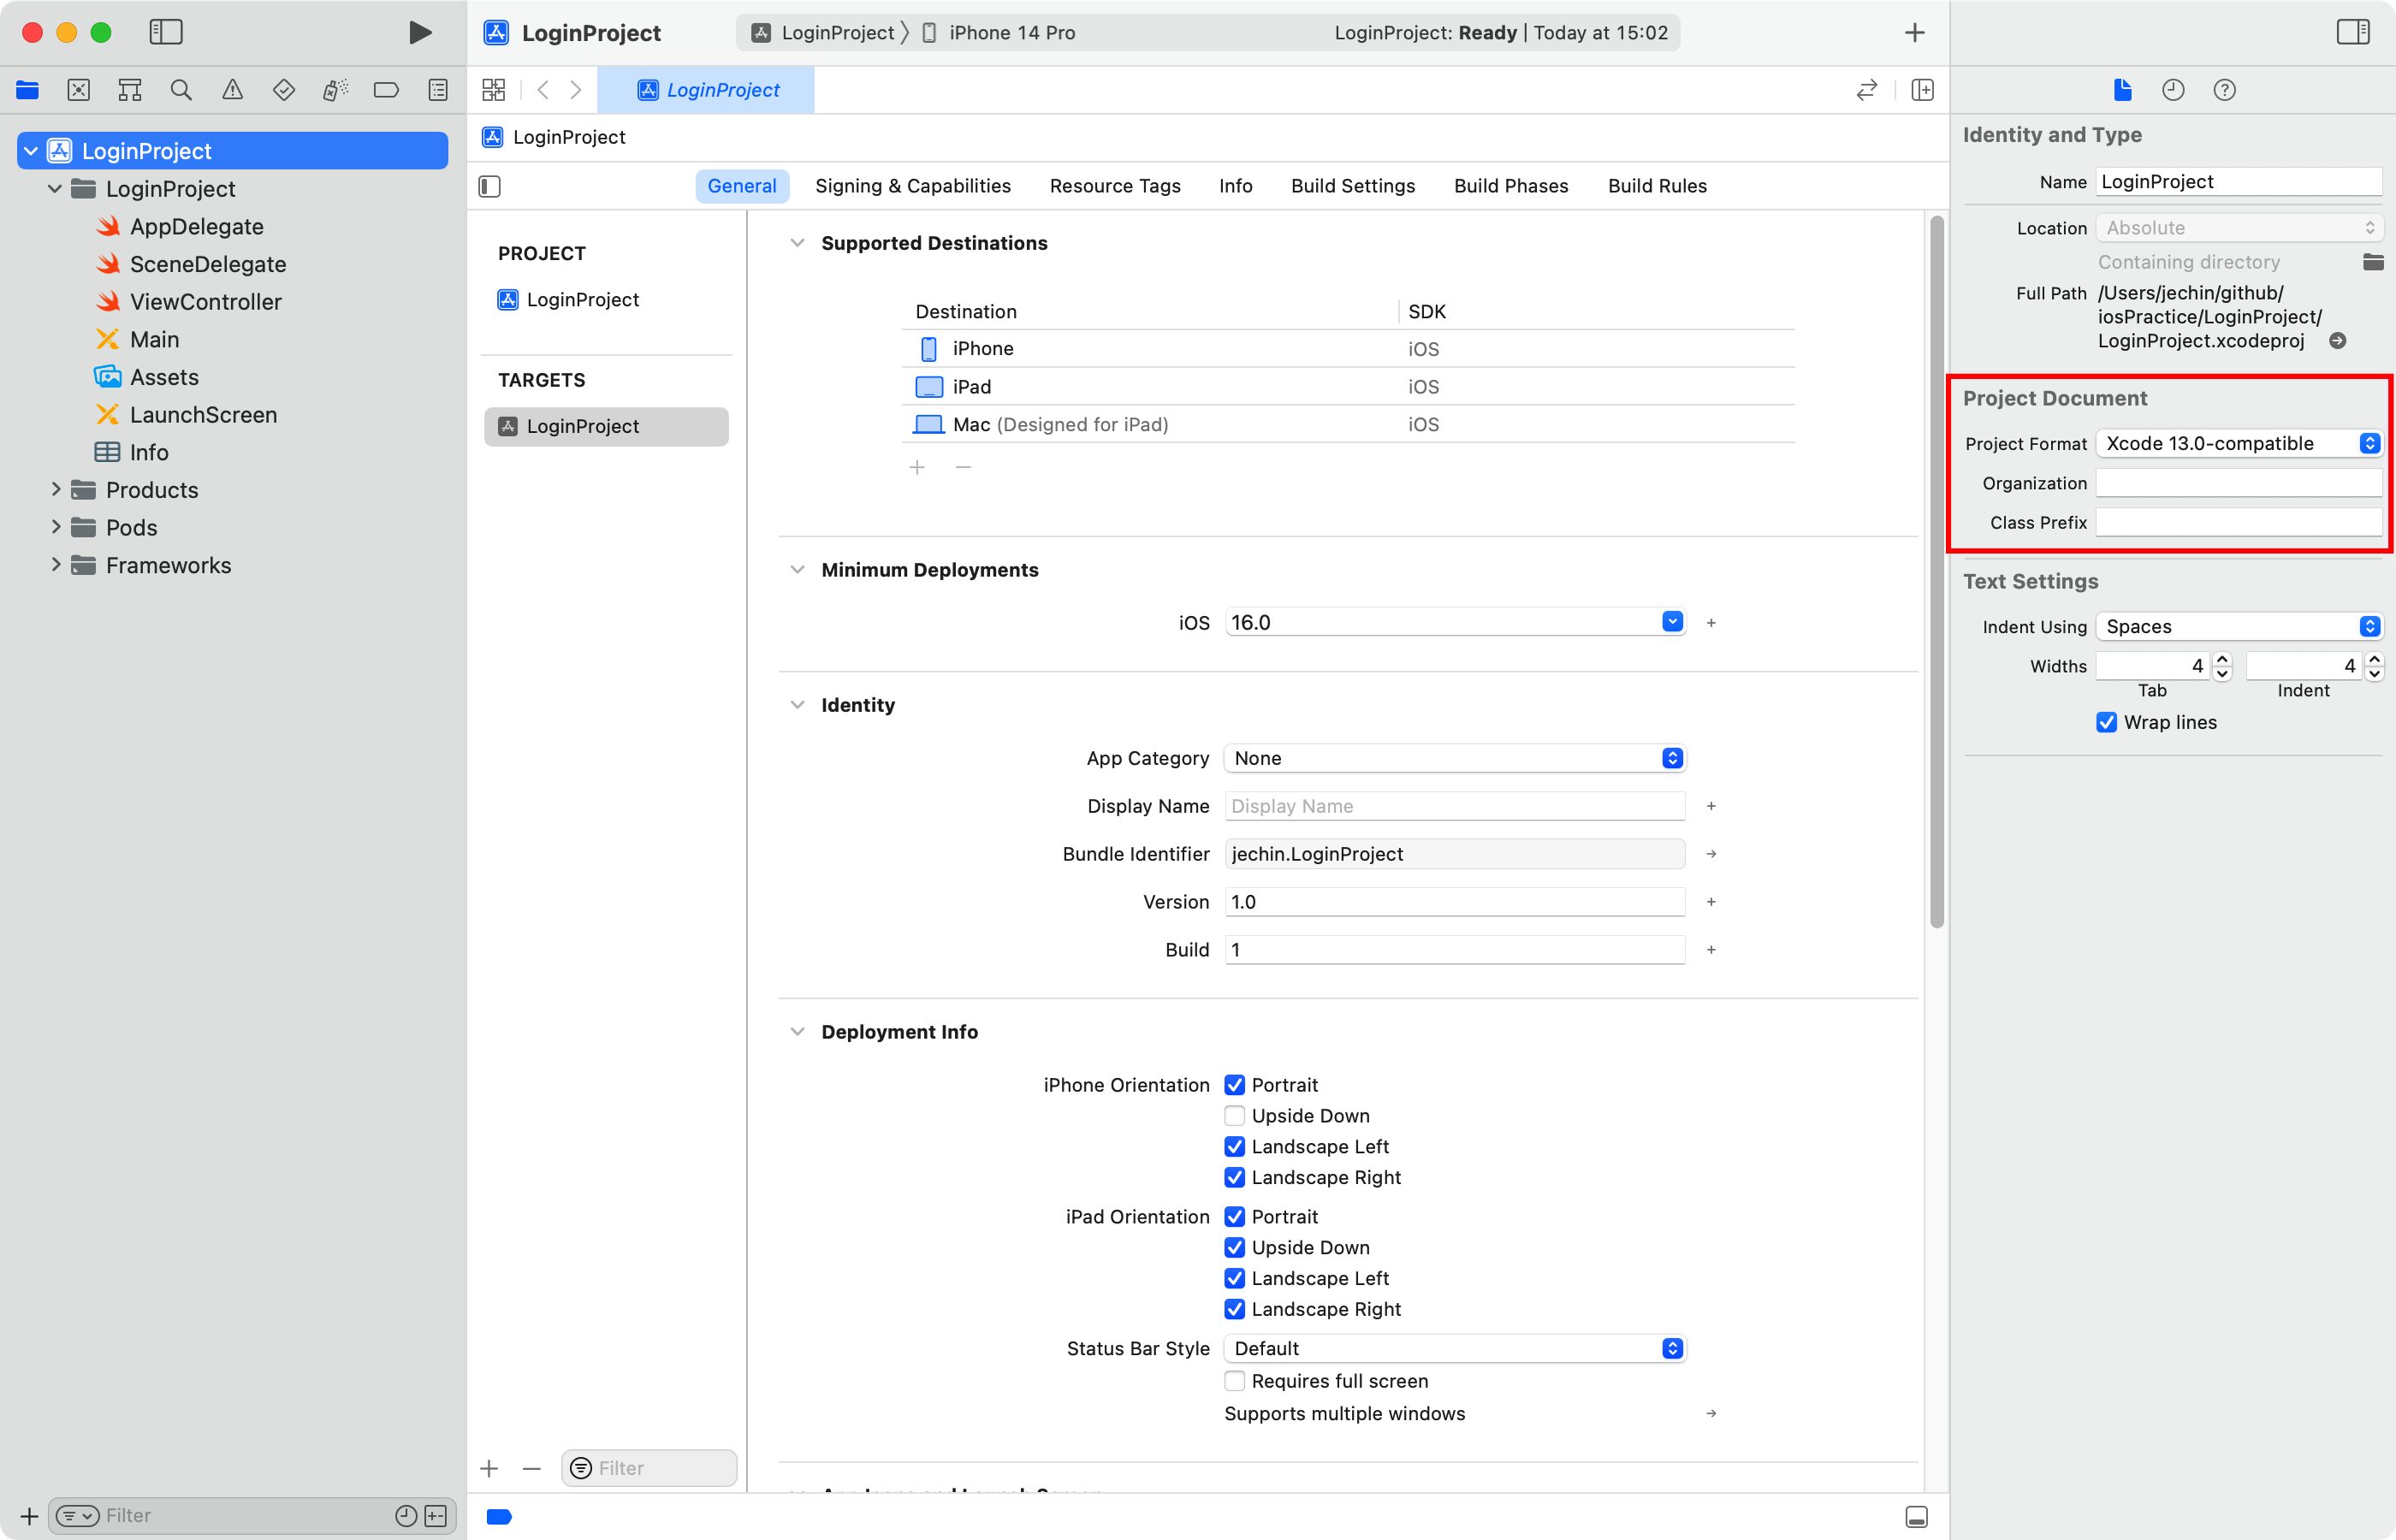 LoginProject
LoginProject
iPhone 14 Pro
LoginProject: Ready | Today at 15:02
LoginProject
LoginProject
LoginProject
LoginProject
AppDelegate
SceneDelegate
ViewController
Main
Assets
LaunchScreen
Info
Products
Pods
Frameworks
Filter
General
Signing & Capabilities
Resource Tags
Info
Build Settings
Build Phases
Build Rules
PROJECT
LoginProject
TARGETS
LoginProject
Filter
Supported Destinations
Destination
SDK
iPhone
iOS
iPad
iOS
Mac (Designed for iPad)
iOS
Minimum Deployments
iOS
16.0
Identity
App Category
None
Display Name
Display Name
Bundle Identifier
jechin.LoginProject
Version
1.0
Build
1
Deployment Info
iPhone Orientation
Portrait
Upside Down
Landscape Left
Landscape Right
iPad Orientation
Portrait
Upside Down
Landscape Left
Landscape Right
Status Bar Style
Default
Requires full screen
Supports multiple windows
Identity and Type
Name
LoginProject
Location
Absolute
Containing directory
Full Path
/Users/jechin/github/
iosPractice/LoginProject/
LoginProject.xcodeproj
Project Document
Project Format
Xcode 13.0-compatible
Organization
Class Prefix
Text Settings
Indent Using
Spaces
Widths
4
4
Tab
Indent
Wrap lines